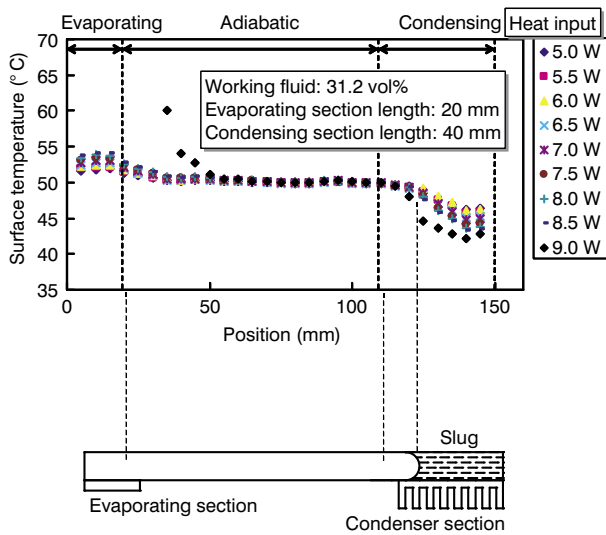 Evaporating
Adiabatic
Condensing
Heat input
Surface temperature (° C)
70
65
60
55
50
45
40
35
Working fluid: 31.2 vol%
Evaporating section length: 20 mm
Condensing section length: 40 mm
5.0 W
5.5 W
6.0 W
6.5 W
7.0 W
7.5 W
8.0 W
8.5 W
9.0 W
0 50 100 150
Position (mm)
Slug
Evaporating section
Condenser section